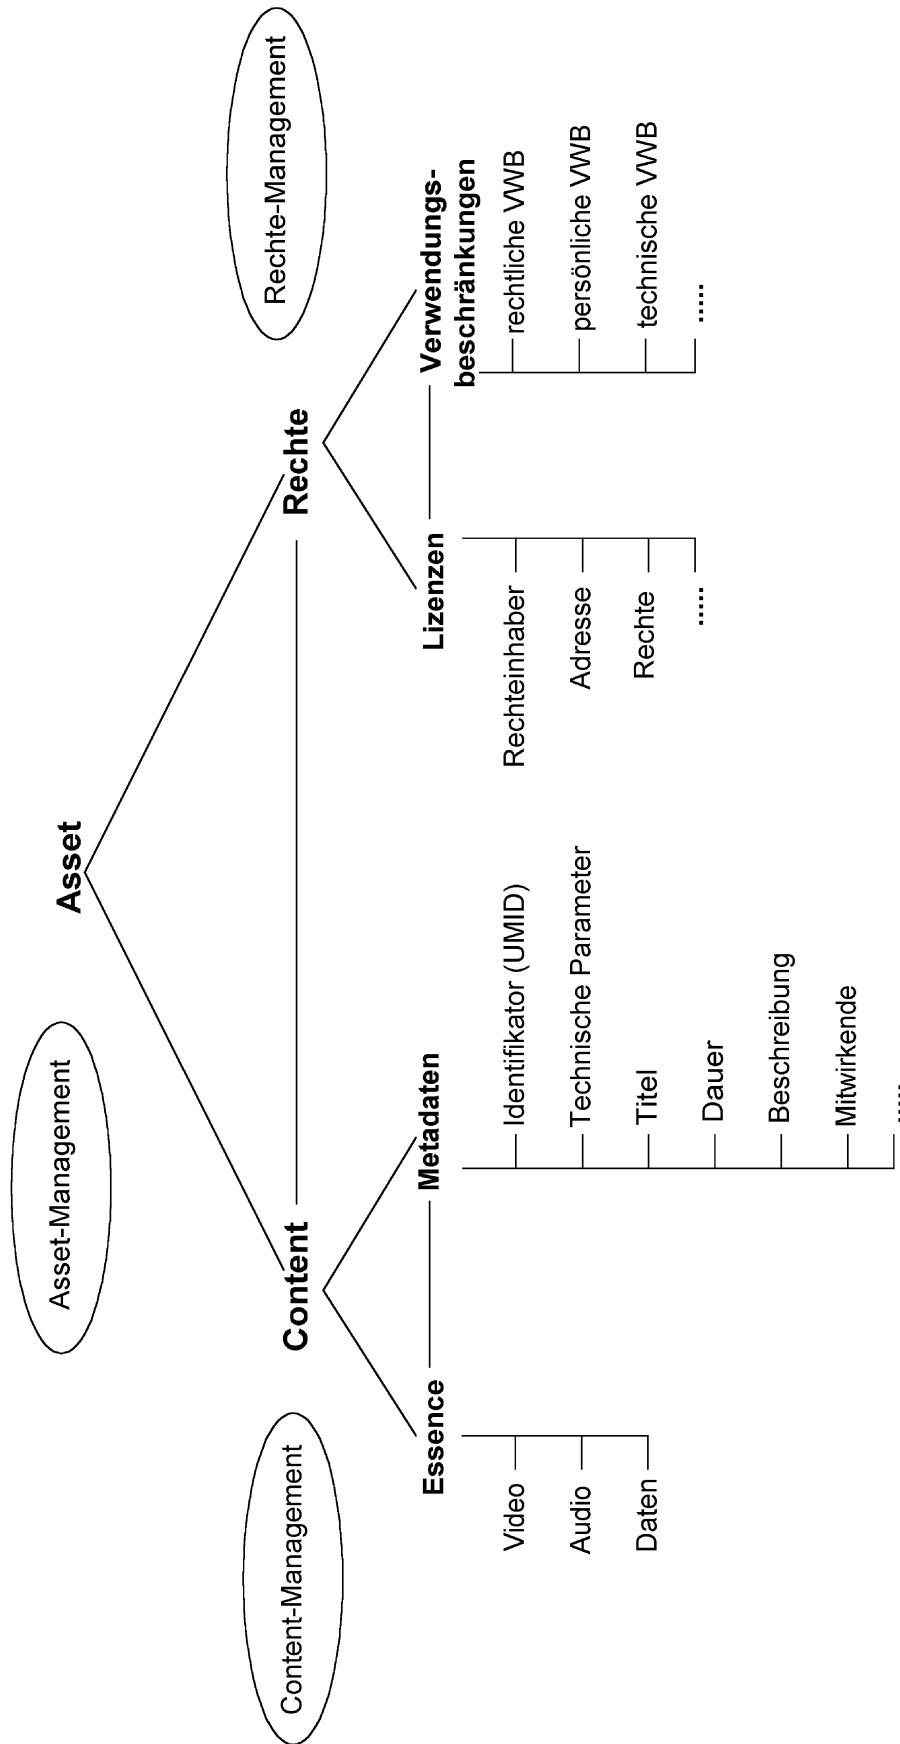 Asset-Management
Asset
Content-Management
Content
Rechte
Rechte-Management
Essence
Metadaten
Lizenzen
Verwendungs-
beschränkungen
Video
Audio
Daten
Identifikator (UMID)
Technische Parameter
Titel
Dauer
Beschreibung
Mitwirkende
.....
Rechteinhaber
Adresse
Rechte
.....
rechtliche VWB
persönliche VWB
technische VWB
.....